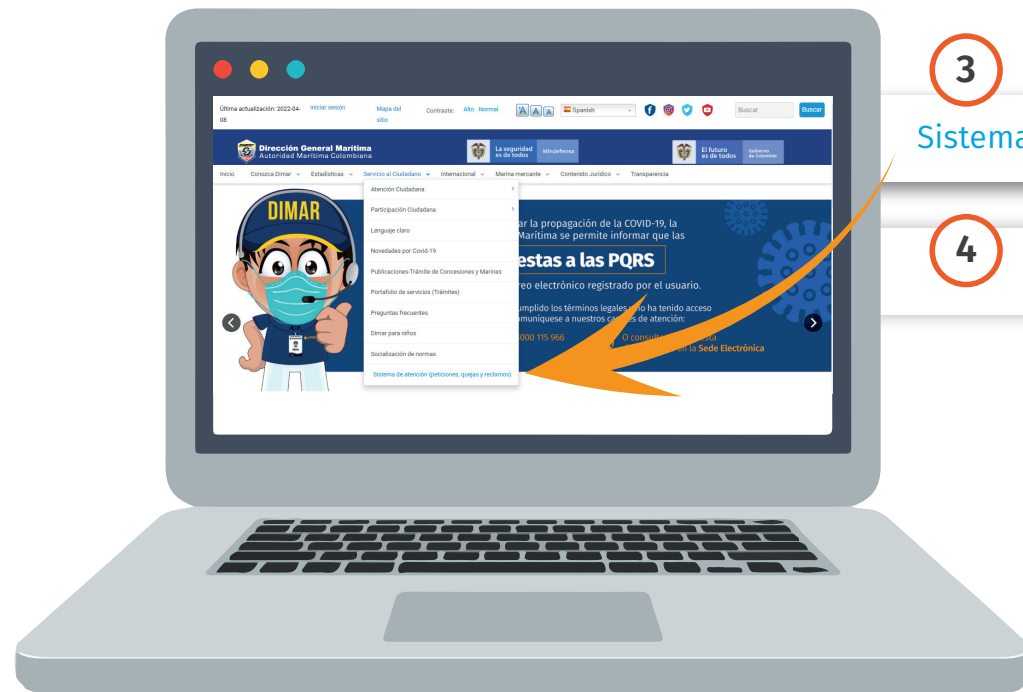 3
Sistema
4
Última actualización: 2022-04-
08
Iniciar sesión
Mapa del
sitio
Contraste: Alto Normal
A A A
Spanish
Buscar
Buscar
Dirección General Marítima
Autoridad Marítima Colombiana
La seguridad
es de todos
Mindefensa
El futuro
es de todos
Gobierno
de Colombia
Inicio Conozca Dimar Estadísticas Servicio al Ciudadano Internacional Marina mercante Contenido Jurídico Transparencia
Atención Ciudadana
Participación Ciudadana
Lenguaje claro
Novedades por Covid-19
Publicaciones-Trámite de Concesiones y Marinas
Portafolio de servicios (Trámites)
Preguntas frecuentes
Dimar para niños
Socialización de normas
Sistema de atención (peticiones, quejas y reclamos)
DIMAR
ar la propagación de la COVID-19, la
Marítima se permite informar que las
estas a las PQRS
reo electrónico registrado por el usuario.
umplido los términos legales no ha tenido acceso
omuníquese a nuestros de atención:
000 115 966
O
en la Sede Electrónica